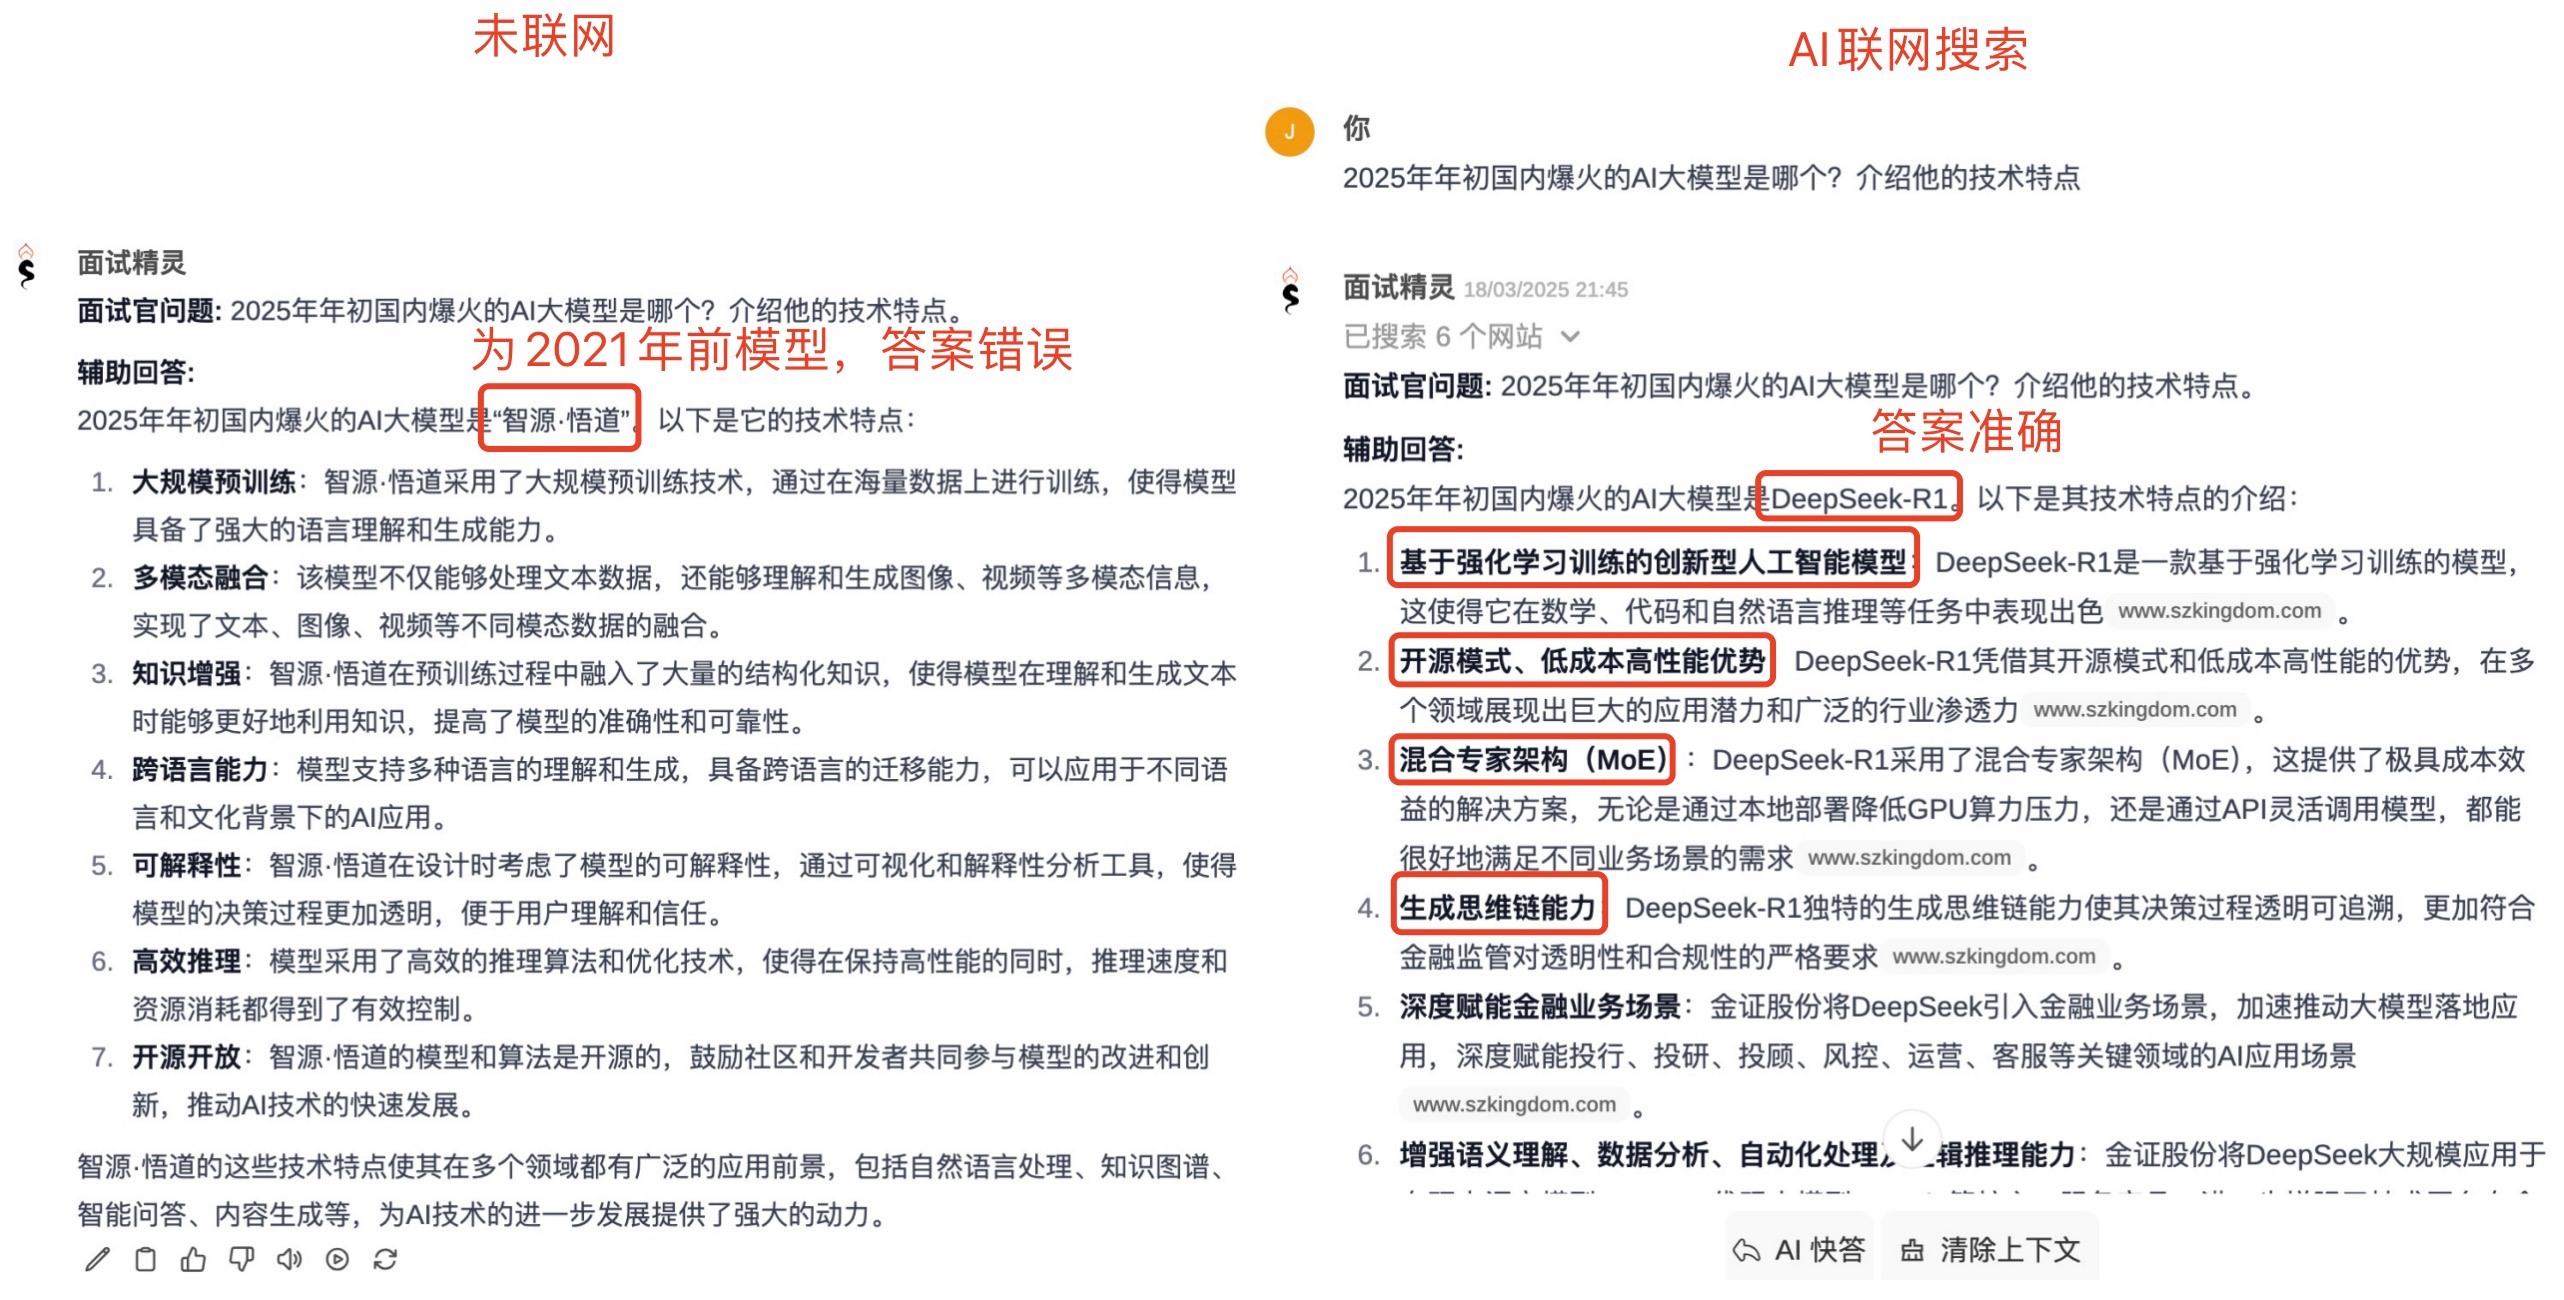 未联网
面试精灵
面试官问题: 2025年年初国内爆火的AI大模型是哪个？介绍他的技术特点。
为2021年前模型，答案错误
辅助回答:
2025年年初国内爆火的AI大模型是“智源·悟道”。以下是它的技术特点：
1. 大规模预训练：智源·悟道采用了大规模预训练技术，通过在海量数据上进行训练，使得模型
具备了强大的语言理解和生成能力。
2. 多模态融合：该模型不仅能够处理文本数据，还能够理解和生成图像、视频等多模态信息，
实现了文本、图像、视频等不同模态数据的融合。
3. 知识增强：智源·悟道在预训练过程中融入了大量的结构化知识，使得模型在理解和生成文本
时能够更好地利用知识，提高了模型的准确性和可靠性。
4. 跨语言能力：模型支持多种语言的理解和生成，具备跨语言的迁移能力，可以应用于不同语
言和文化背景下的AI应用。
5. 可解释性：智源·悟道在设计时考虑了模型的可解释性，通过可视化和解释性分析工具，使得
模型的决策过程更加透明，便于用户理解和信任。
6. 高效推理：模型采用了高效的推理算法和优化技术，使得在保持高性能的同时，推理速度和
资源消耗都得到了有效控制。
7. 开源开放：智源·悟道的模型和算法是开源的，鼓励社区和开发者共同参与模型的改进和创
新，推动AI技术的快速发展。
智源·悟道的这些技术特点使其在多个领域都有广泛的应用前景，包括自然语言处理、知识图谱、
智能问答、内容生成等，为AI技术的进一步发展提供了强大的动力。
AI联网搜索
J
你
2025年年初国内爆火的AI大模型是哪个？介绍他的技术特点
面试精灵 18/03/2025 21:45
已搜索 6 个网站
面试官问题: 2025年年初国内爆火的AI大模型是哪个？介绍他的技术特点。
答案准确
辅助回答:
2025年年初国内爆火的AI大模型是DeepSeek-R1。以下是其技术特点的介绍：
1. 基于强化学习训练的创新型人工智能模型：DeepSeek-R1是一款基于强化学习训练的模型，
这使得它在数学、代码和自然语言推理等任务中表现出色 www.szkingdom.com 。
2. 开源模式、低成本高性能优势 DeepSeek-R1凭借其开源模式和低成本高性能的优势，在多
个领域展现出巨大的应用潜力和广泛的行业渗透力 www.szkingdom.com 。
3. 混合专家架构（MoE）：DeepSeek-R1采用了混合专家架构（MoE），这提供了极具成本效
益的解决方案，无论是通过本地部署降低GPU算力压力，还是通过API灵活调用模型，都能
很好地满足不同业务场景的需求 www.szkingdom.com 。
4. 生成思维链能力 DeepSeek-R1独特的生成思维链能力使其决策过程透明可追溯，更加符合
金融监管对透明性和合规性的严格要求 www.szkingdom.com 。
5. 深度赋能金融业务场景：金证股份将DeepSeek引入金融业务场景，加速推动大模型落地应
用，深度赋能投行、投研、投顾、风控、运营、客服等关键领域的AI应用场景
www.szkingdom.com 。
6. 增强语义理解、数据分析、自动化处理及辑推理能力：金证股份将DeepSeek大规模应用于
AI 快答 清除上下文